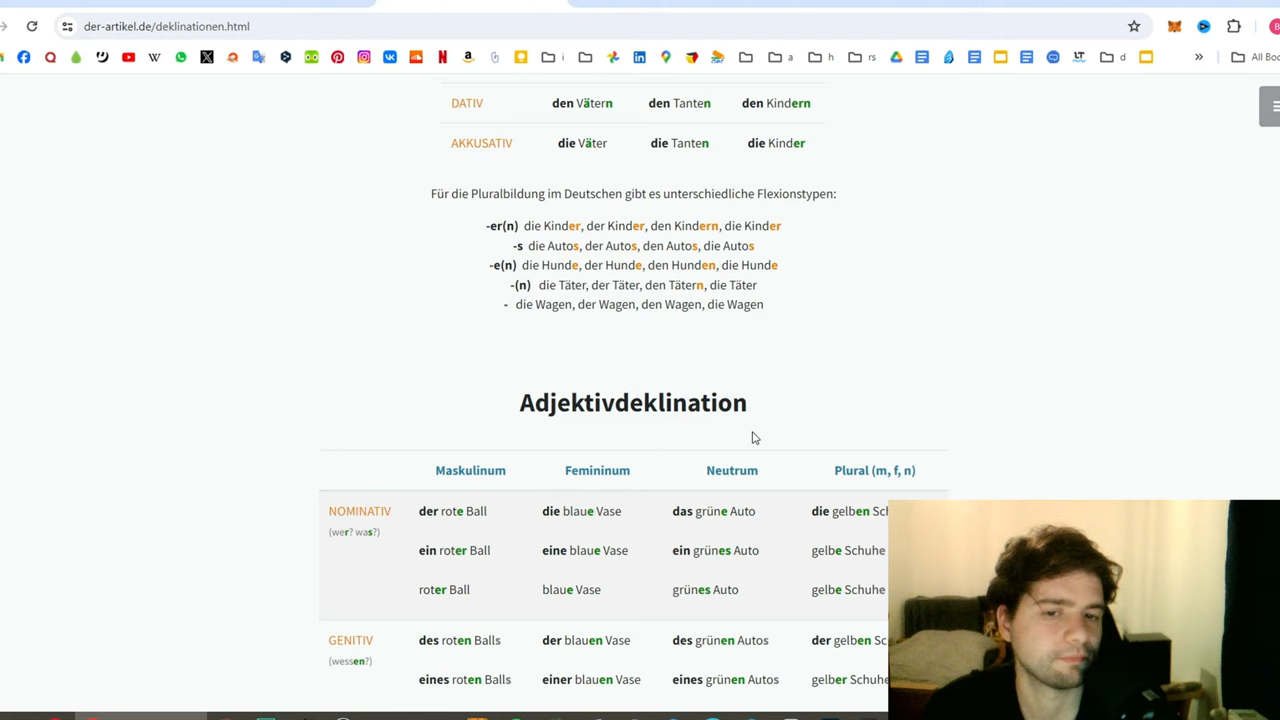 der-artikel.de/deklinationen.html
i
a
h
rs
d
» All Boo
DATIV den Vätern den Tanten den Kindern
AKKUSATIV die Väter die Tanten die Kinder
Für die Pluralbildung im Deutschen gibt es unterschiedliche Flexionstypen:
-er(n) die Kinder, der Kinder, den Kindern, die Kinder
-s die Autos, der Autos, den Autos, die Autos
-e(n) die Hunde, der Hunde, den Hunden, die Hunde
-(n) die Täter, der Täter, den Tätern, die Täter
- die Wagen, der Wagen, den Wagen, die Wagen
Adjektivdeklination
Maskulinum Femininum Neutrum Plural (m, f, n)
NOMINATIV der rote Ball die blaue Vase das grüne Auto die gelben Sch
(wer? was?)
ein roter Ball eine blaue Vase ein grünes Auto gelbe Schuhe
roter Ball blaue Vase grünes Auto gelbe Schuhe
GENITIV des roten Balls der blauen Vase des grünen Autos der gelben Sc
(wessen?)
eines roten Balls einer blauen Vase eines grünen Autos gelber Schuhe